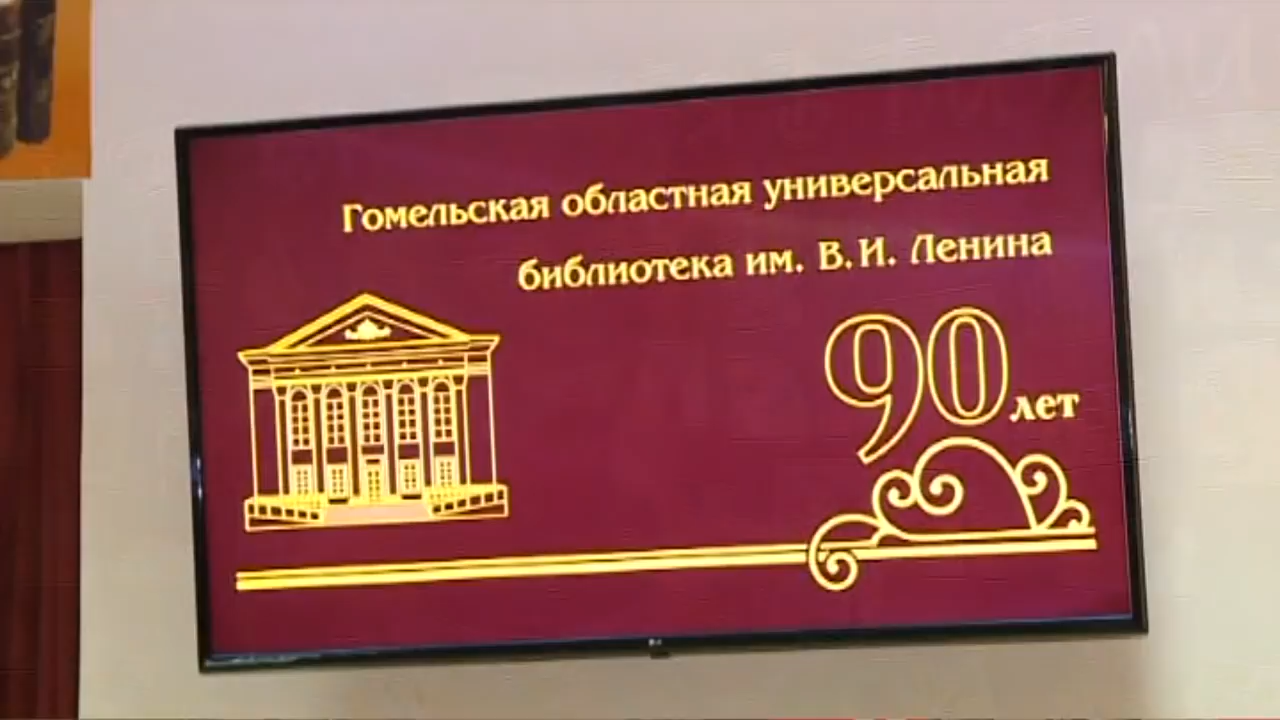 Гомельская областная универсальная
библиотека им. В.И. Ленина
90 лет